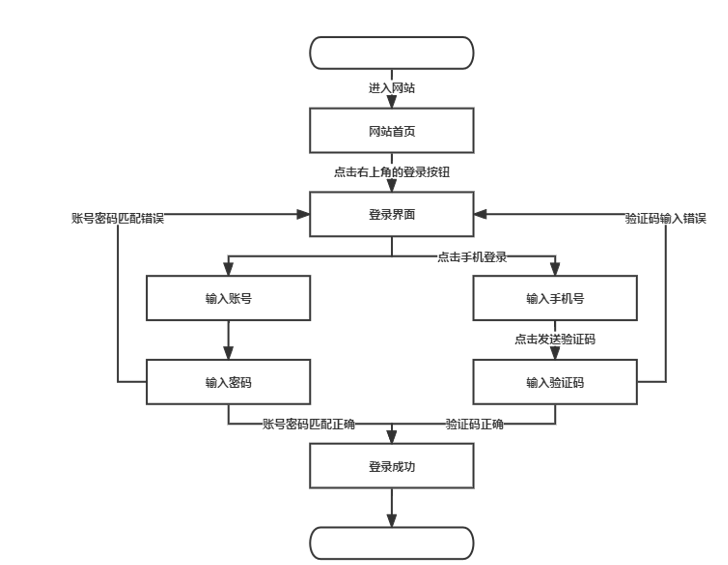 进入网站
网站首页
点击右上角的登录按钮
登录界面
账号密码匹配错误
验证码输入错误
点击手机登录
输入账号
输入手机号
点击发送验证码
输入密码
输入验证码
账号密码匹配正确
验证码正确
登录成功